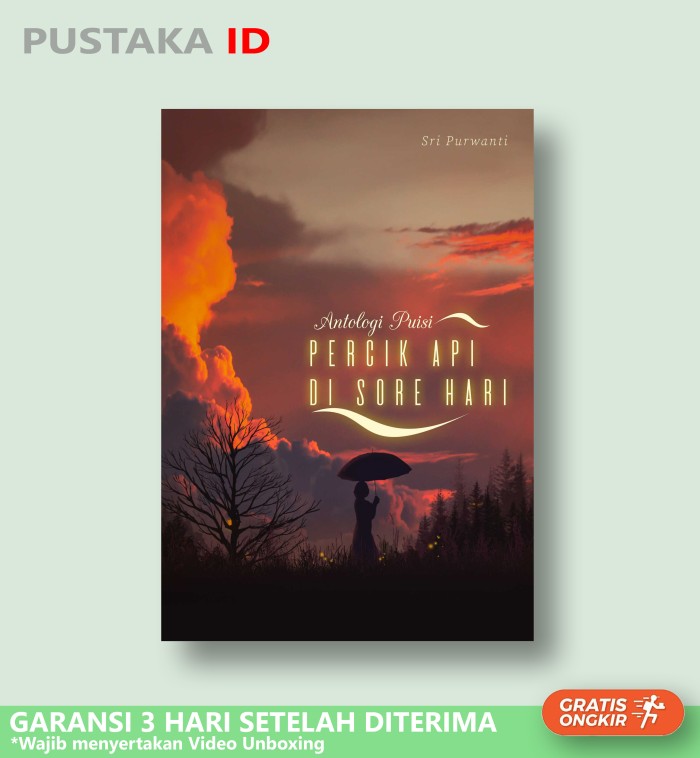 PUSTAKA ID
Sri Purwanti
Antologi Puisi
PERCIK API
DI SORE HARI
GARANSI 3 HARI SETELAH DITERIMA
*Wajib menyertakan Video Unboxing
GRATIS
ONGKIR